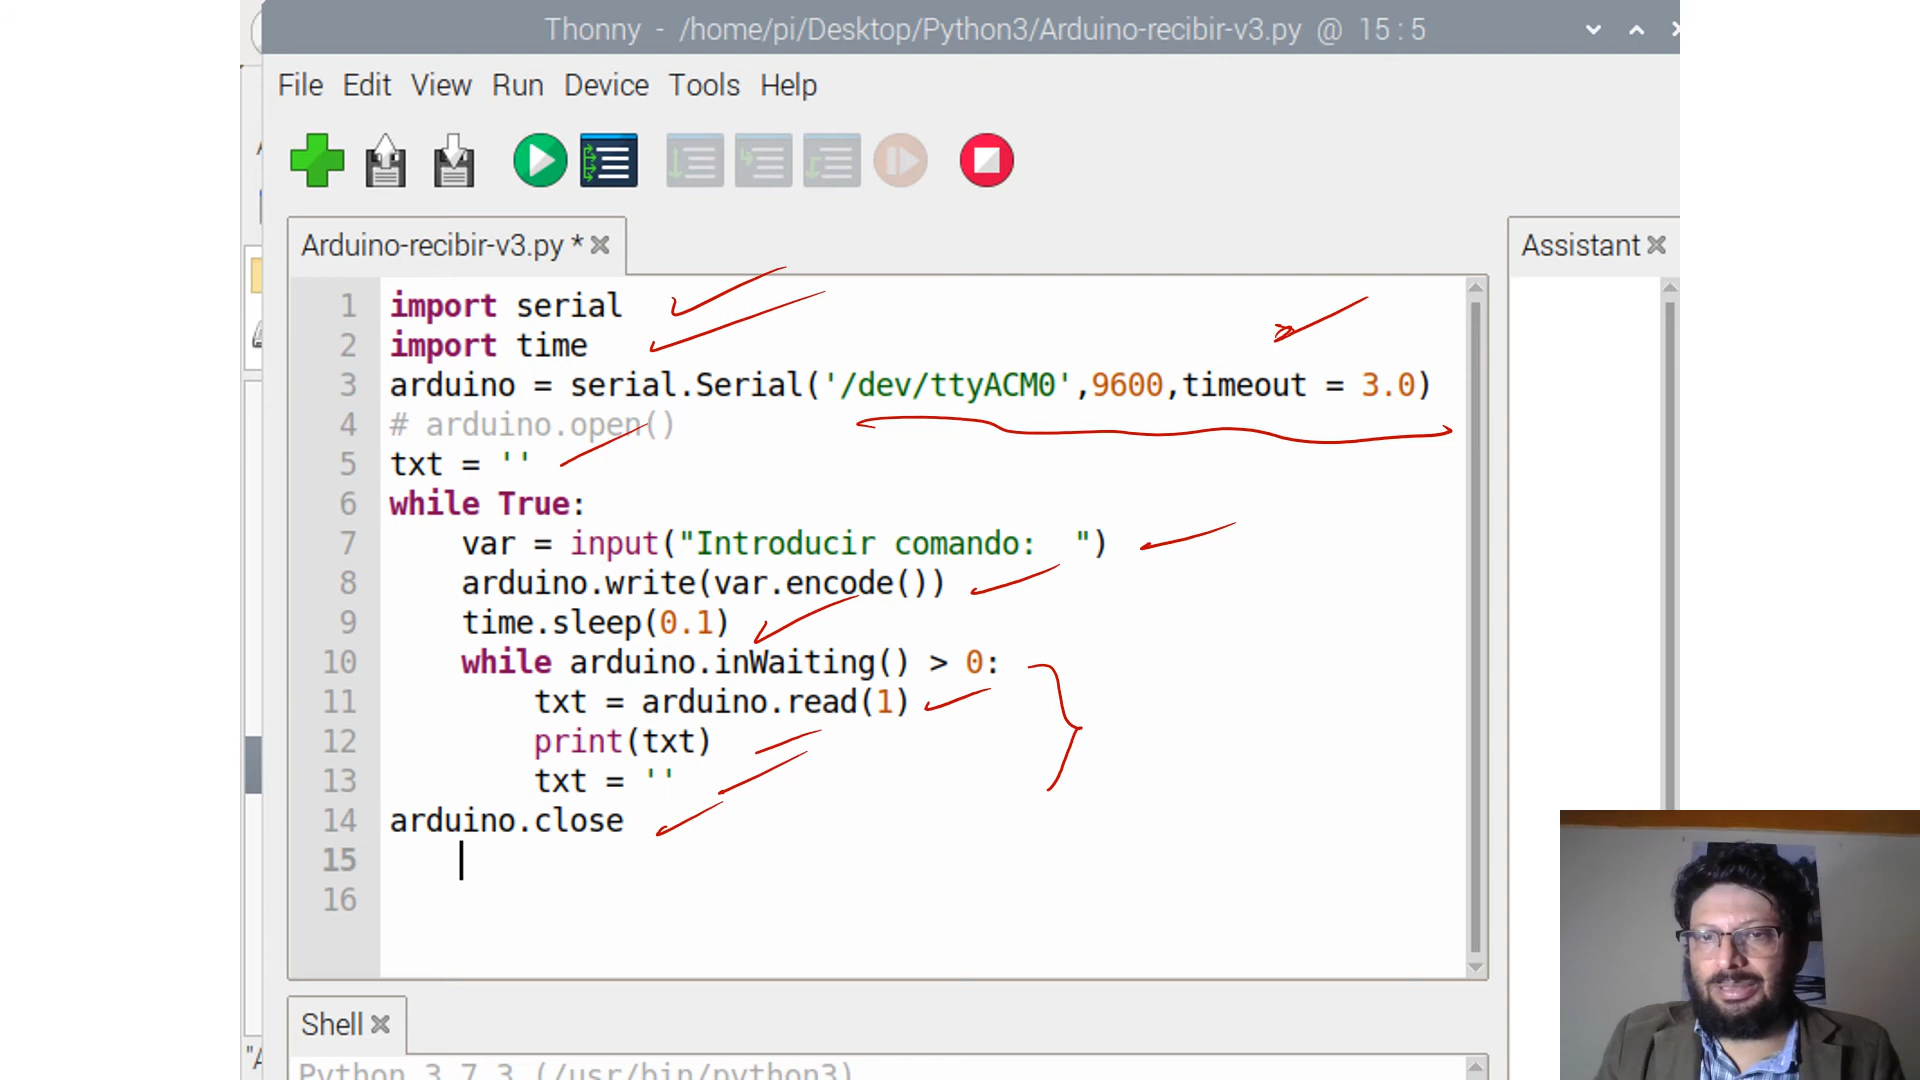 Thonny - /home/pi/Desktop/Python3/Arduino-recibir-v3.py @ 15 : 5
File Edit View Run Device Tools Help
Arduino-recibir-v3.py *
Assistant
1 import serial
2 import time
3 arduino = serial.Serial('/dev/ttyACM0',9600,timeout = 3.0)
4 # arduino.open()
5 txt = ''
6 while True:
7     var = input("Introducir comando:  ")
8     arduino.write(var.encode())
9     time.sleep(0.1)
10     while arduino.inWaiting() > 0:
11         txt = arduino.read(1)
12         print(txt)
13         txt = ''
14 arduino.close
15
16
Shell
Python 3.7.3 (/usr/bin/python3)